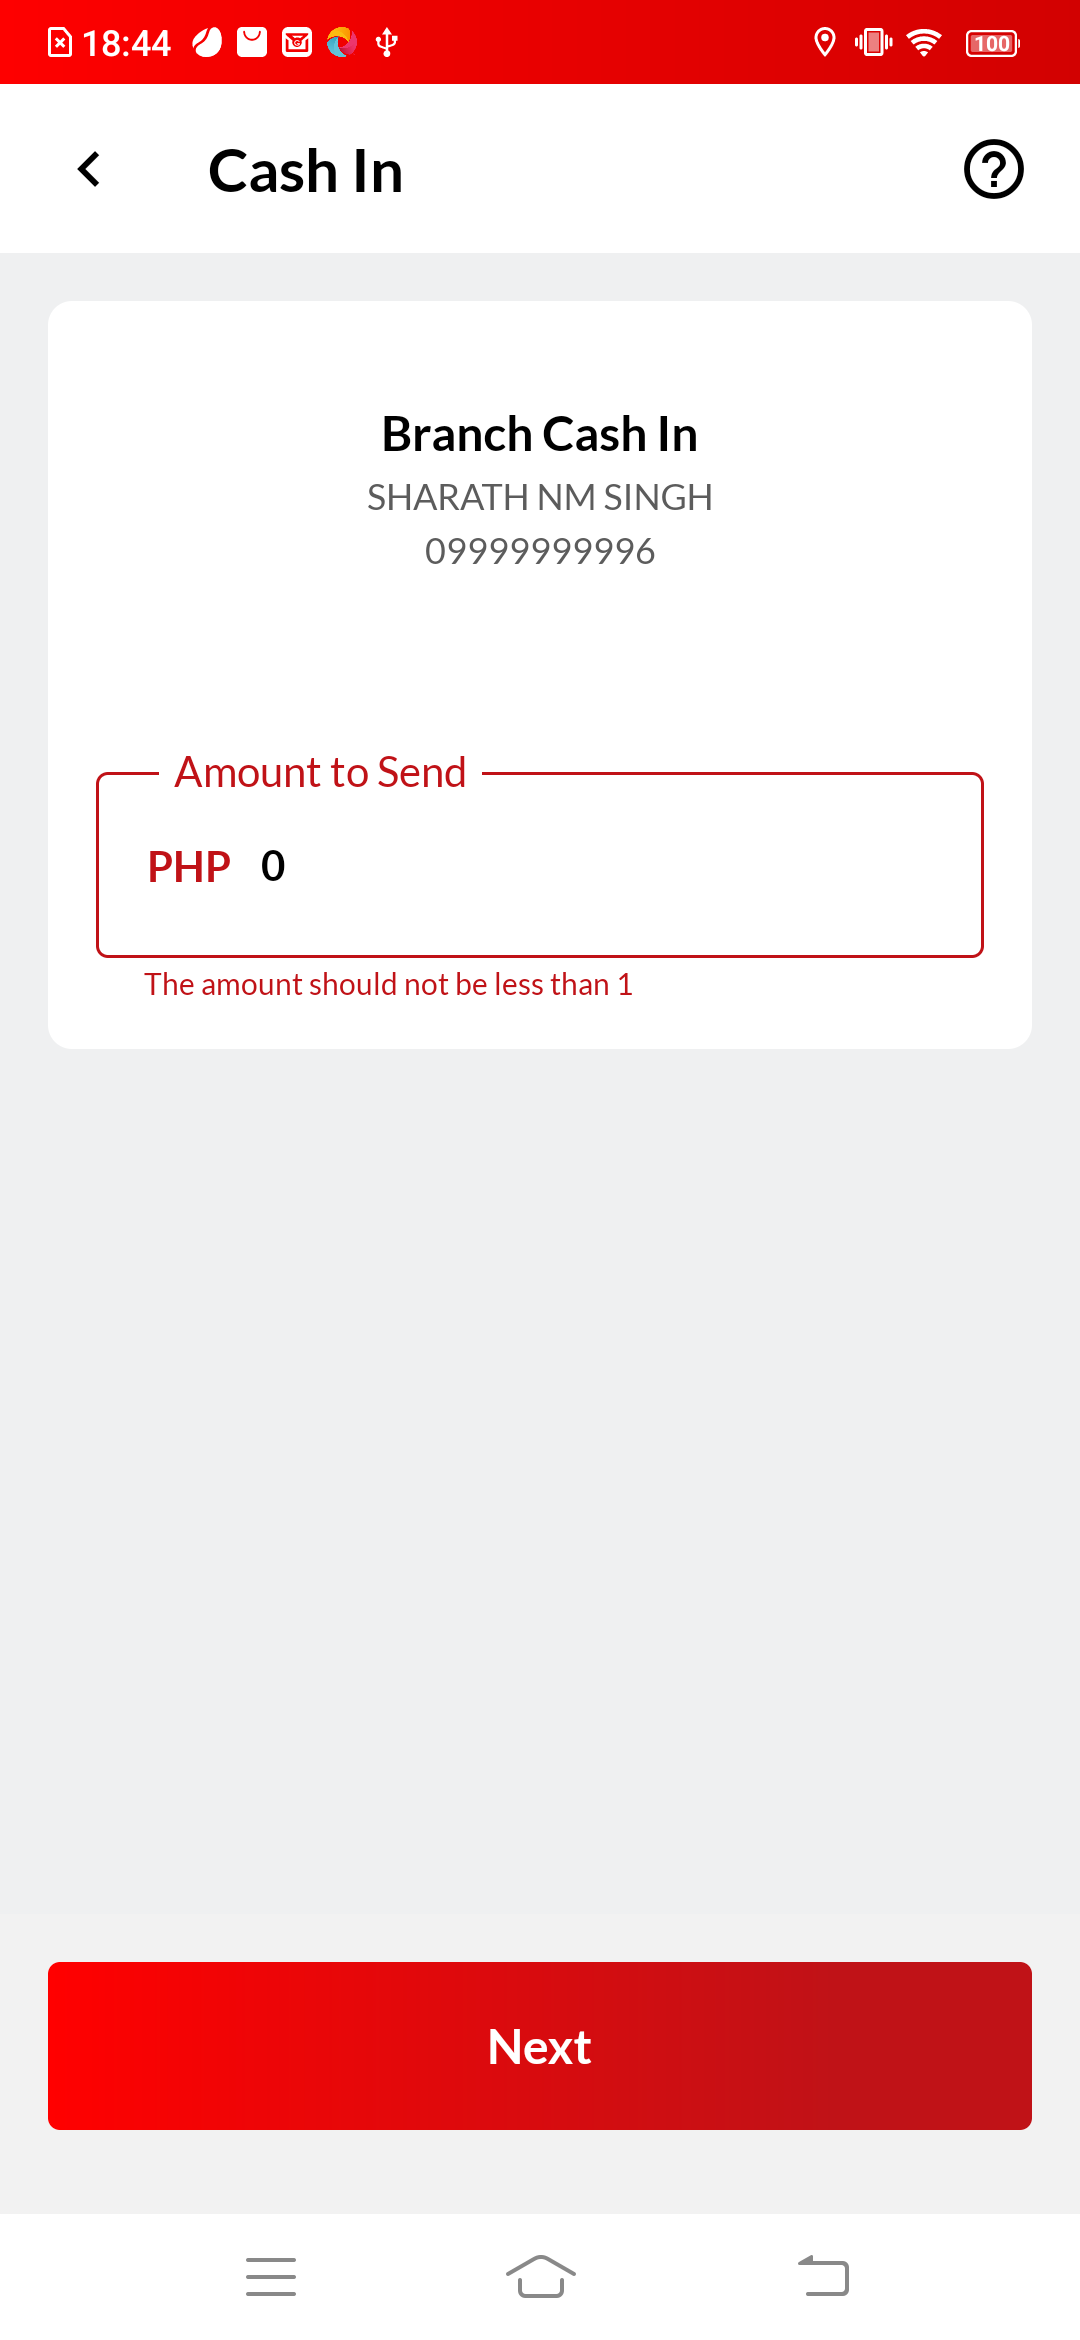 18:44
100
Cash In
Branch Cash In
SHARATH NM SINGH
09999999996
Amount to Send
PHP 0
The amount should not be less than 1
Next